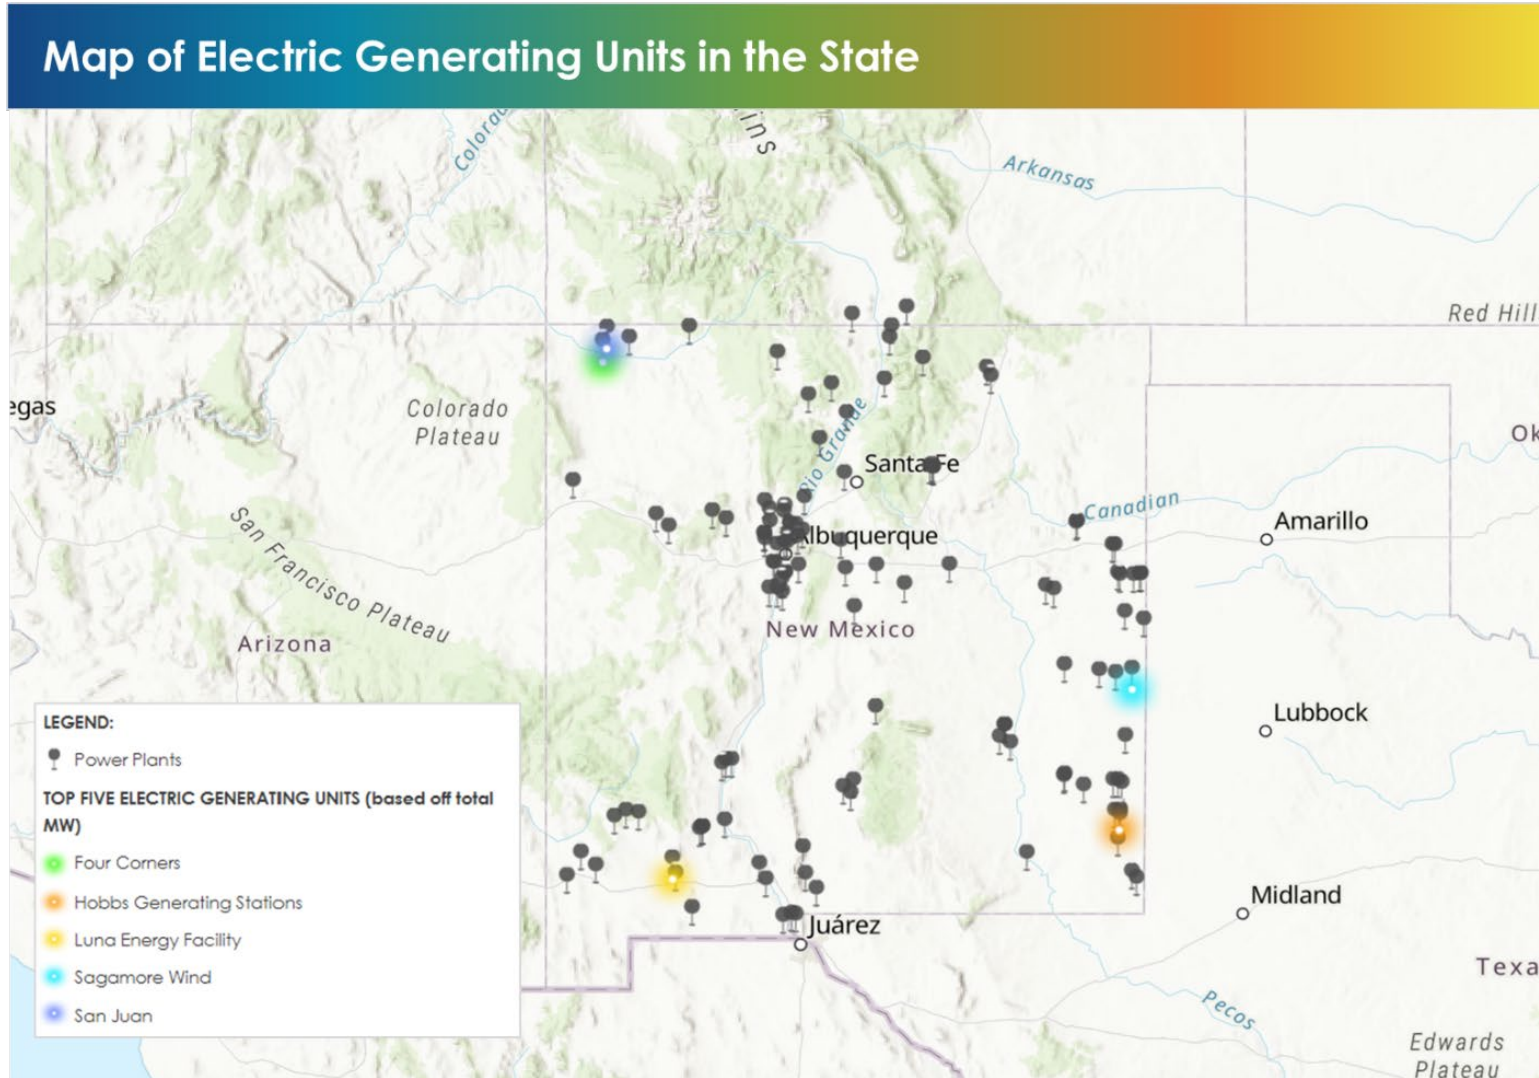 Map of Electric Generating Units in the State
ins
Colorad
Arkansas
Red Hill
egas
Colorado
Plateau
Rio Grande
Ok
Santa Fe
Canadian
Amarillo
San Francisco Plateau
Albuquerque
New Mexico
Arizona
Lubbock
LEGEND:
Power Plants
TOP FIVE ELECTRIC GENERATING UNITS (based off total
MW)
Four Corners
Hobbs Generating Stations
Luna Energy Facility
Sagamore Wind
San Juan
Midland
Juárez
Texa
Pecos
Edwards
Plateau